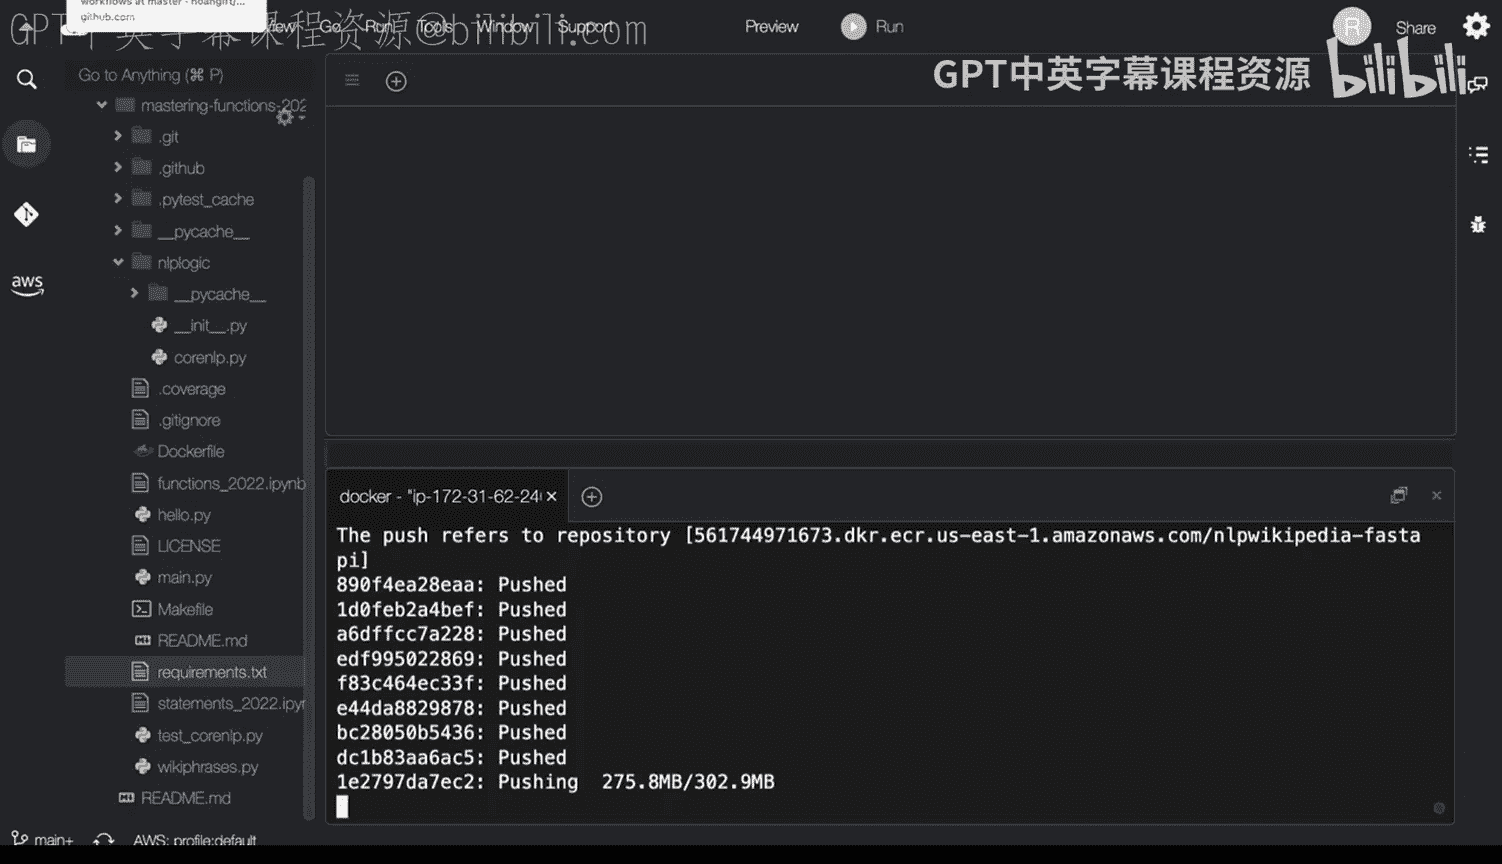 workflows at master · noahgift/...
github.com
GPT中英字幕课程资源@bilibili.com
View Go Run Tools Window Support
Preview
Run
R
Share
GPT中英字幕课程资源 bilibili
Go to Anything (⌘ P)
mastering-functions-202
.git
.github
.pytest_cache
__pycache__
nlplogic
__pycache__
__init__.py
corenlp.py
.coverage
.gitignore
Dockerfile
functions_2022.ipynb
hello.py
LICENSE
main.py
Makefile
README.md
requirements.txt
statements_2022.ipyn
test_corenlp.py
wikiphrases.py
README.md
aws
docker - "ip-172-31-62-24
The push refers to repository [561744971673.dkr.ecr.us-east-1.amazonaws.com/nlpwikipedia-fasta
pi]
890f4ea28eaa: Pushed
1d0feb2a4bef: Pushed
a6dffcc7a228: Pushed
edf995022869: Pushed
f83c464ec33f: Pushed
e44da8829878: Pushed
bc28050b5436: Pushed
dc1b83aa6ac5: Pushed
1e2797da7ec2: Pushing 275.8MB/302.9MB
main+
AWS: profile:default